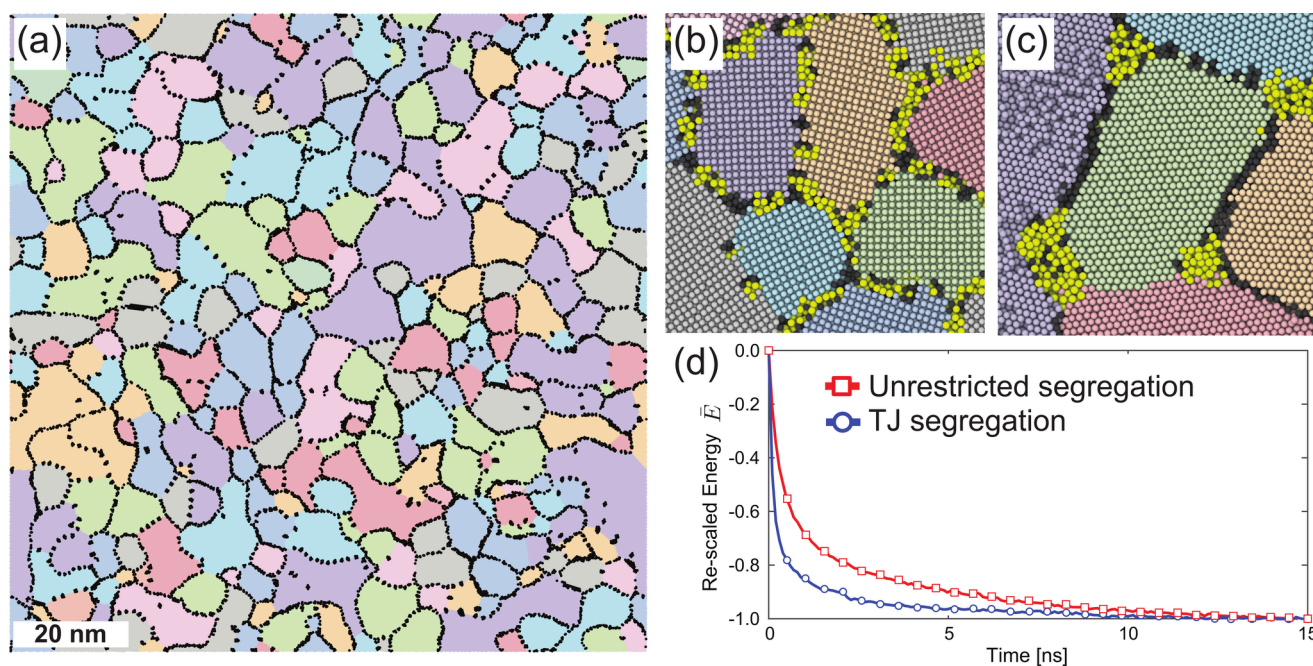 (a)
(b)
(c)
20 nm
(d)
Unrestricted segregation
TJ segregation
Re-scaled Energy Ē
0.0
-0.2
-0.4
-0.6
-0.8
-1.0
0
5
10
15
Time [ns]